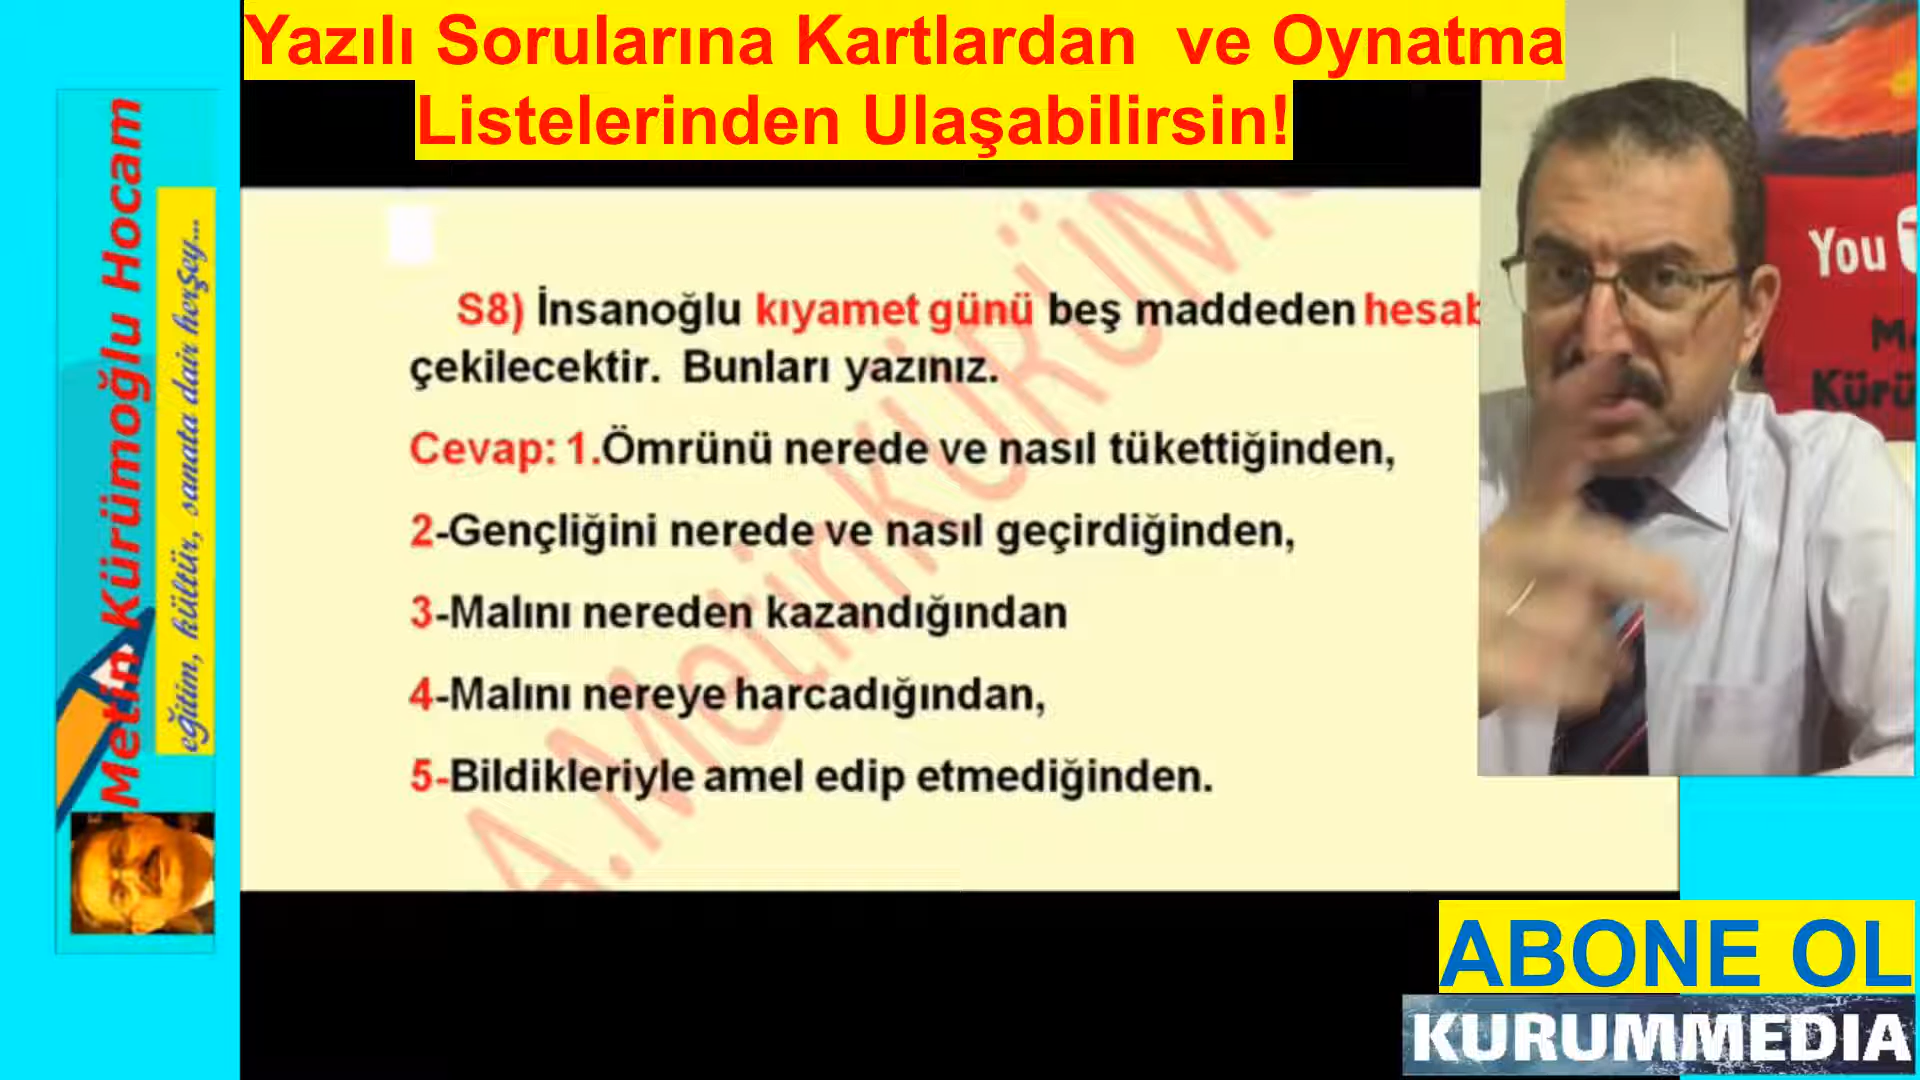 Yazılı Sorularına Kartlardan ve Oynatma
Listelerinden Ulaşabilirsin!
Metin Kürümoğlu Hocam
eğitim, kültür, sanata dair herşey...
S8) İnsanoğlu kıyamet günü beş maddeden hesab
çekilecektir. Bunları yazınız.
Cevap: 1.Ömrünü nerede ve nasıl tükettiğinden,
2-Gençliğini nerede ve nasıl geçirdiğinden,
3-Malını nereden kazandığından
4-Malını nereye harcadığından,
5-Bildikleriyle amel edip etmediğinden.
You
ABONE OL
KURUMMEDIA